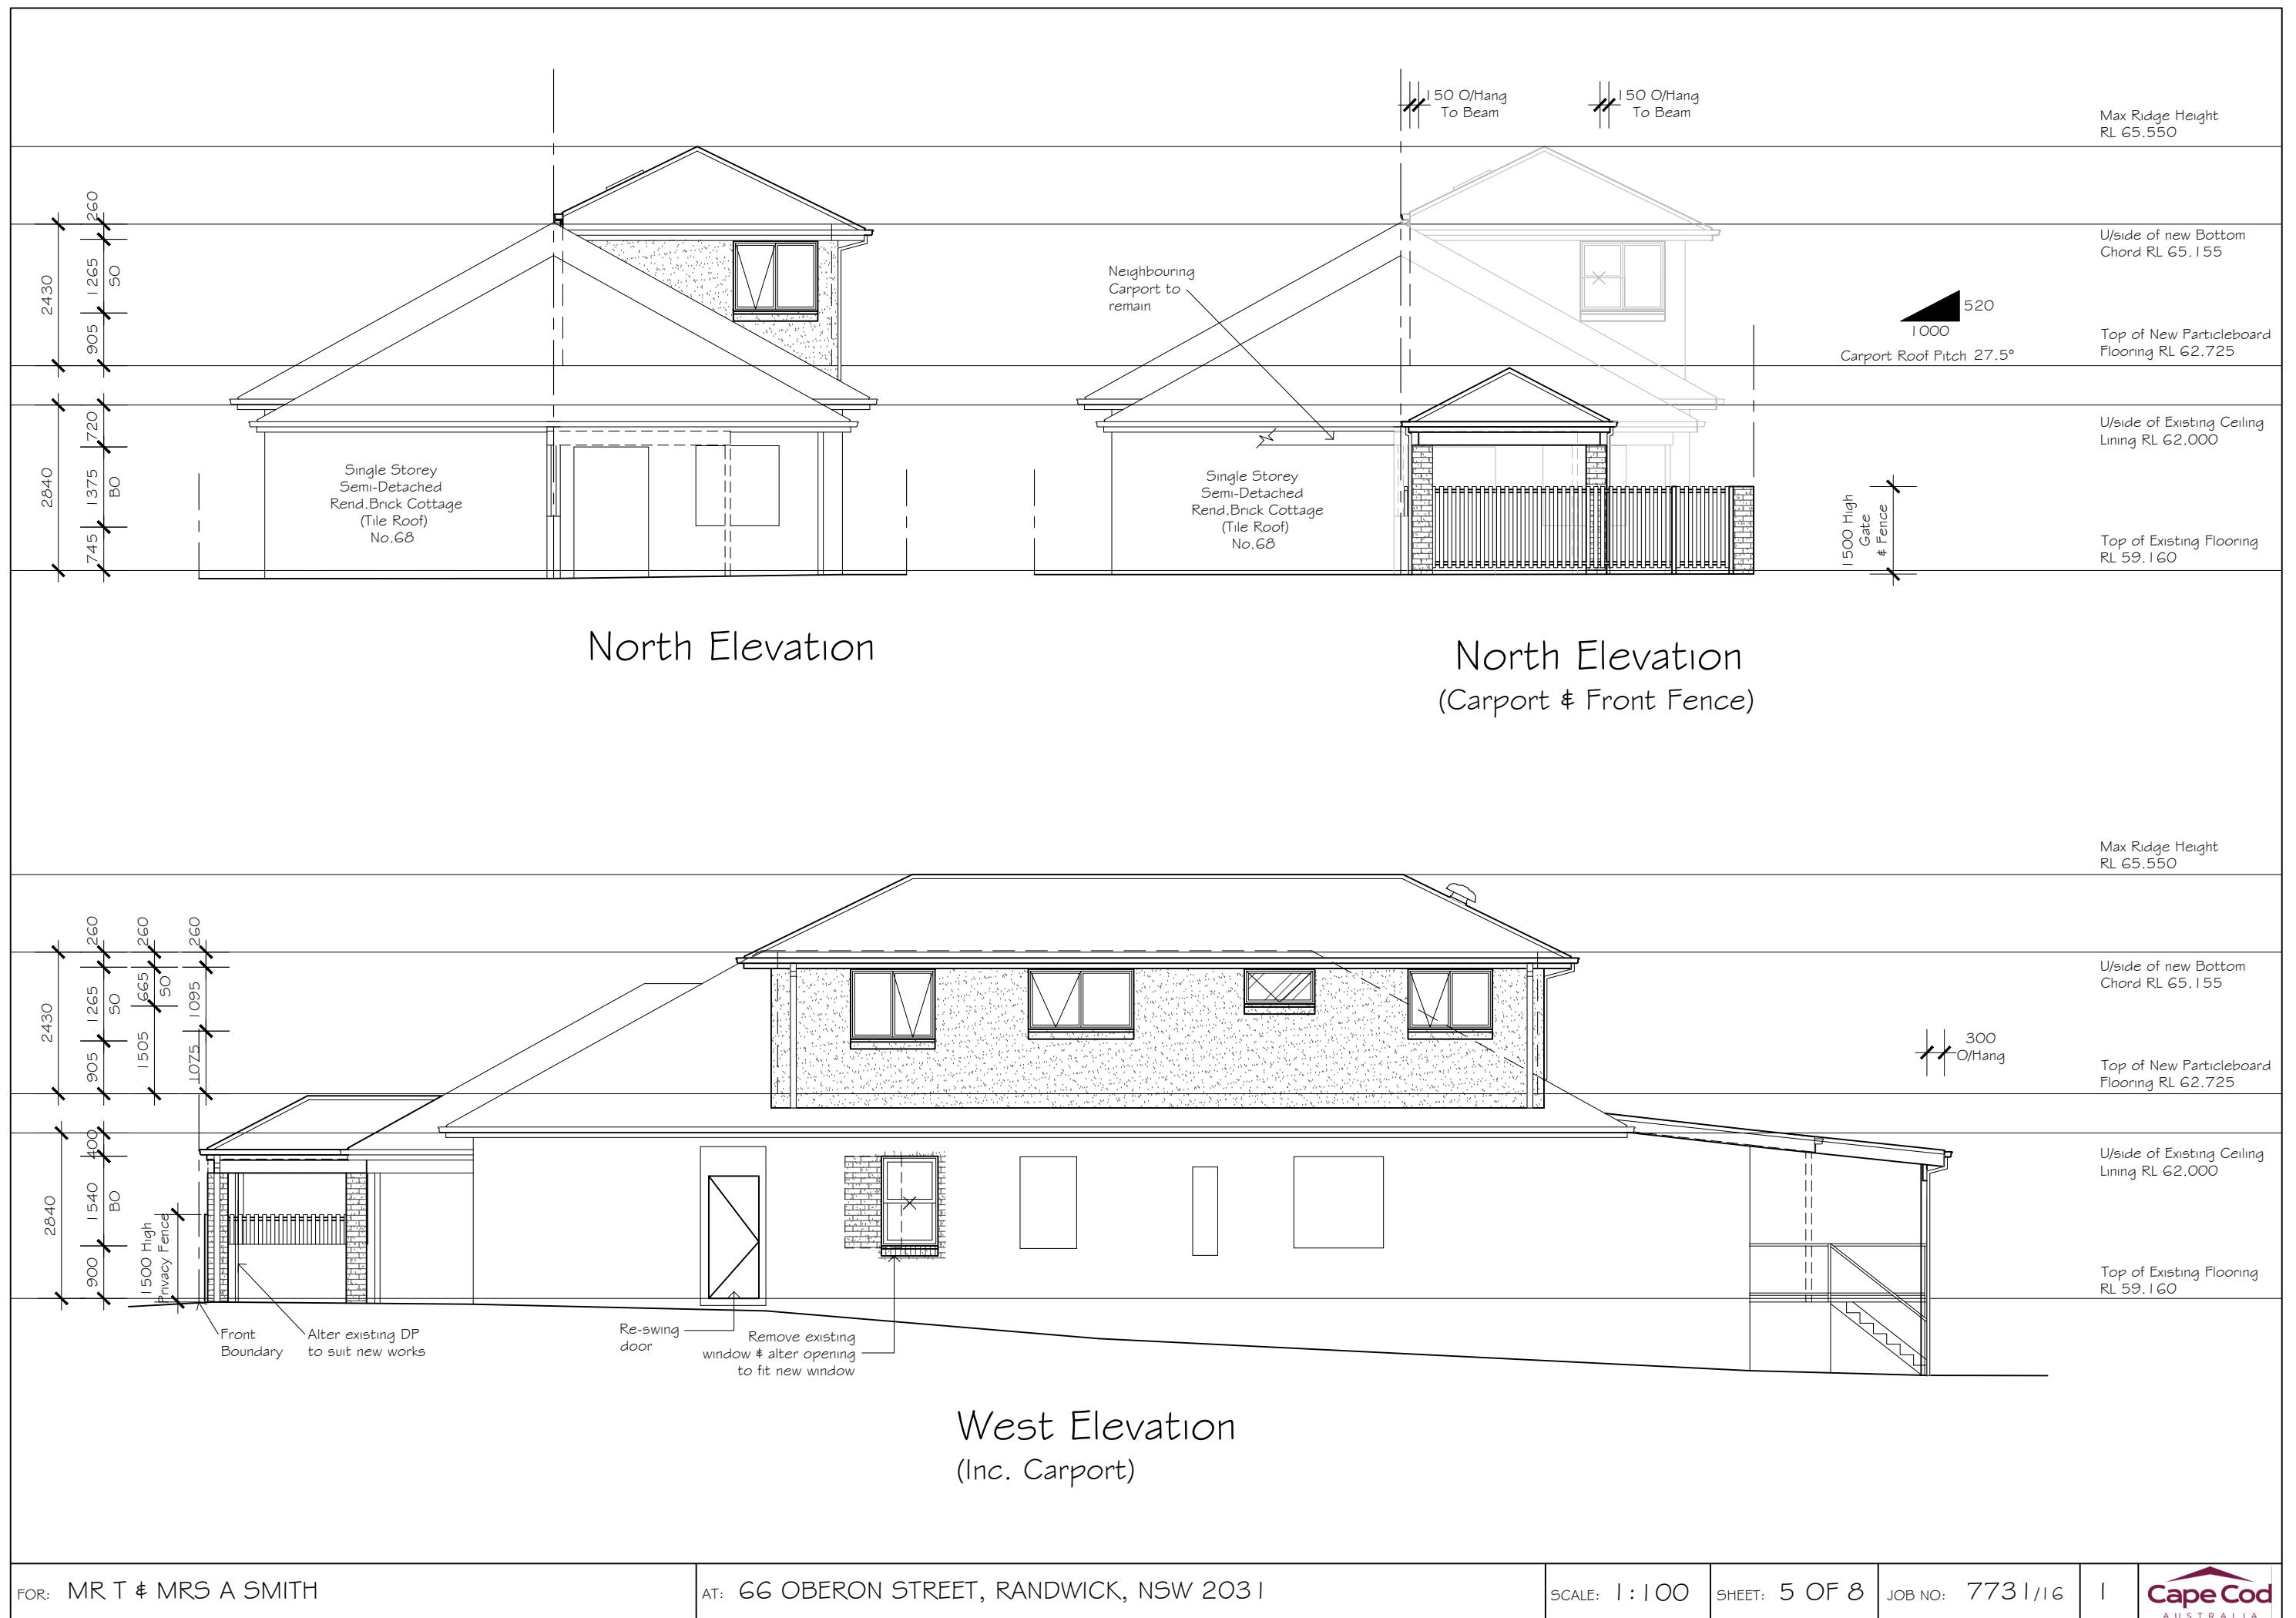 150 O/Hang
To Beam
150 O/Hang
To Beam
Max Ridge Height
RL 65.550
260
1265
SO
905
2430
U/side of new Bottom
Chord RL 65.155
Neighbouring
Carport to
remain
520
1000
Carport Roof Pitch 27.5°
Top of New Particleboard
Flooring RL 62.725
720
1375
BO
745
2840
U/side of Existing Ceiling
Lining RL 62.000
Single Storey
Semi-Detached
Rend.Brick Cottage
(Tile Roof)
No.68
Single Storey
Semi-Detached
Rend.Brick Cottage
(Tile Roof)
No.68
1500 High
Gate
& Fence
Top of Existing Flooring
RL 59.160
North Elevation
North Elevation
(Carport & Front Fence)
Max Ridge Height
RL 65.550
260
260
260
1265
SO
905
665
SO
1505
1095
1075
2430
U/side of new Bottom
Chord RL 65.155
300
O/Hang
Top of New Particleboard
Flooring RL 62.725
400
1540
BO
900
2840
1500 High
Privacy Fence
U/side of Existing Ceiling
Lining RL 62.000
Top of Existing Flooring
RL 59.160
Front
Boundary
Alter existing DP
to suit new works
Re-swing
door
Remove existing
window & alter opening
to fit new window
West Elevation
(Inc. Carport)
FOR: MR T & MRS A SMITH
AT: 66 OBERON STREET, RANDWICK, NSW 2031
SCALE: 1:100
SHEET: 5 OF 8
JOB NO: 7731/16
1
Cape Cod
AUSTRALIA